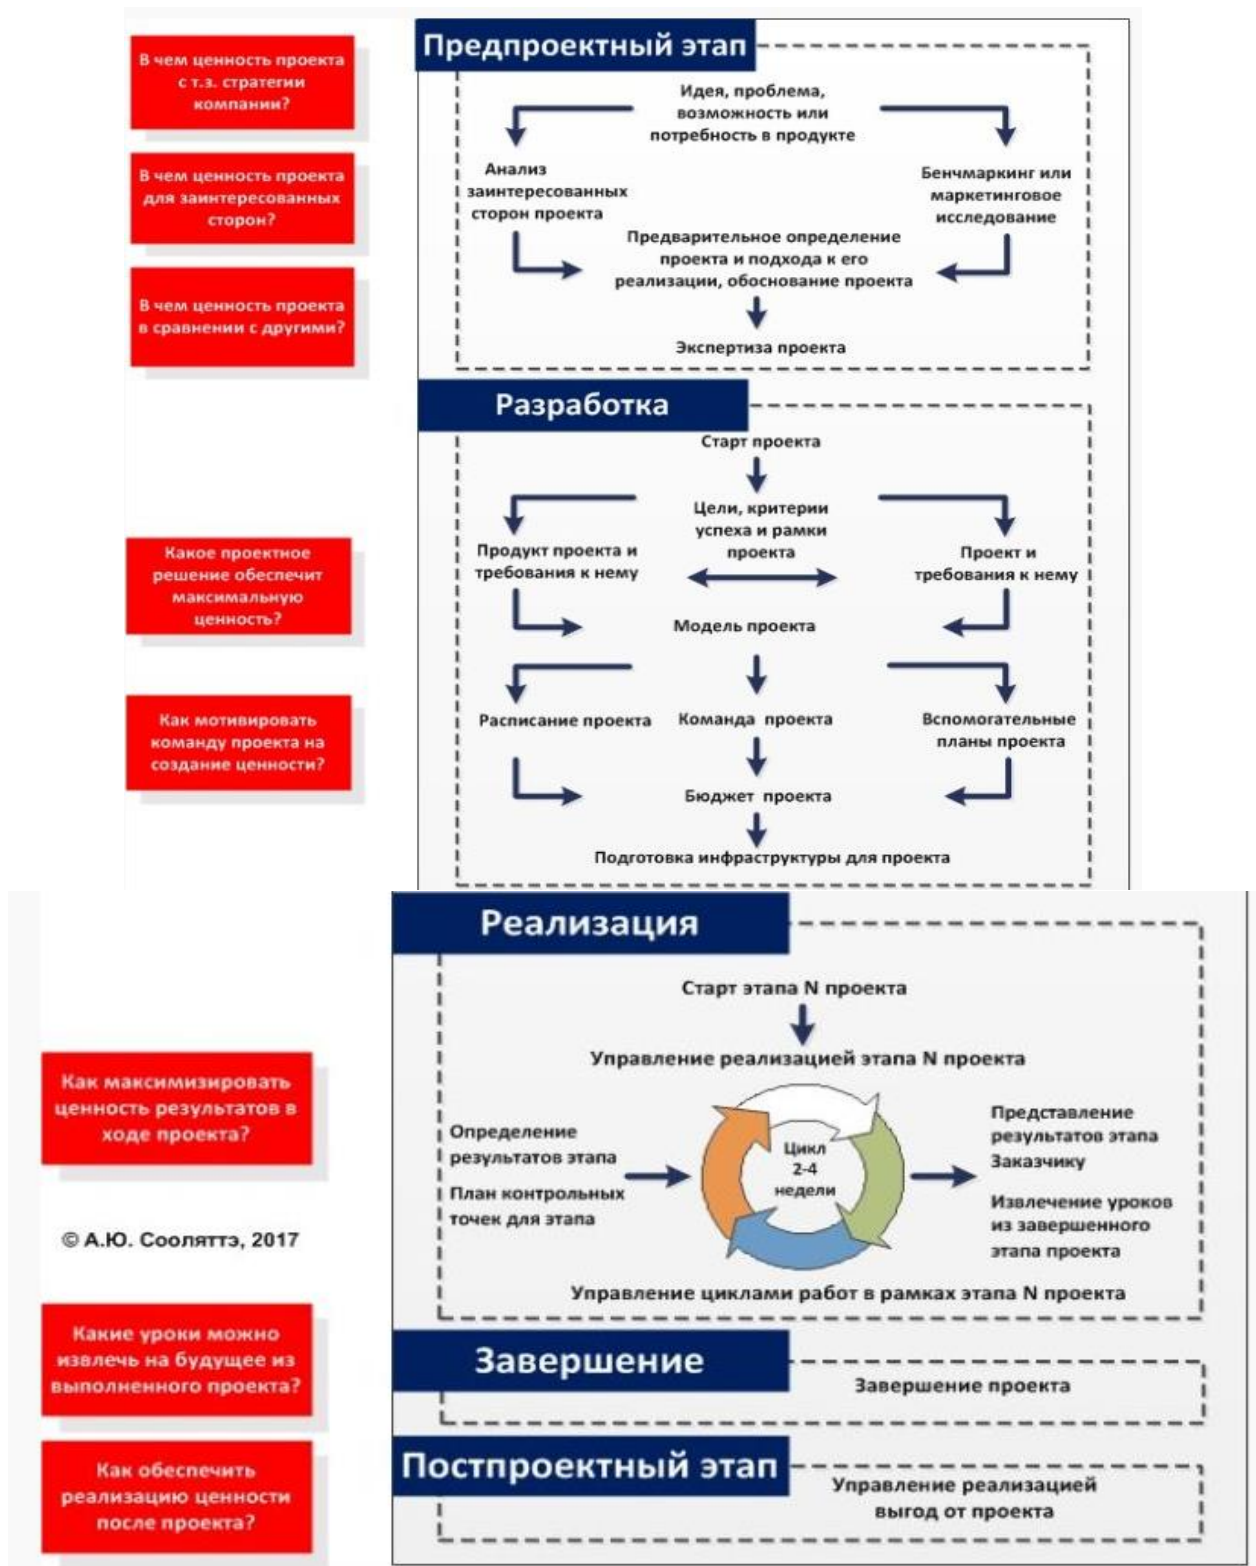 Предпроектный этап
В чем ценность проекта
с т.з. стратегии
компании?
Идея, проблема,
возможность или
потребность в продукте
В чем ценность проекта
для заинтересованных
сторон?
Анализ
заинтересованных
сторон проекта
Бенчмаркинг или
маркетинговое
исследование
Предварительное определение
проекта и подхода к его
реализации, обоснование проекта
В чем ценность проекта
в сравнении с другими?
Экспертиза проекта
Разработка
Старт проекта
Цели, критерии
успеха и рамки
проекта
Продукт проекта и
требования к нему
Проект и
требования к нему
Какое проектное
решение обеспечит
максимальную
ценность?
Модель проекта
Как мотивировать
команду проекта на
создание ценности?
Расписание проекта
Команда проекта
Вспомогательные
планы проекта
Бюджет проекта
Подготовка инфраструктуры для проекта
Реализация
Старт этапа N проекта
Управление реализацией этапа N проекта
Как максимизировать
ценность результатов в
ходе проекта?
Определение
результатов этапа
План контрольных
точек для этапа
Цикл
2-4
недели
Представление
результатов этапа
Заказчику
Извлечение уроков
из завершенного
этапа проекта
© А.Ю. Сооляттэ, 2017
Управление циклами работ в рамках этапа N проекта
Какие уроки можно
извлечь на будущее из
выполненного проекта?
Завершение
Завершение проекта
Как обеспечить
реализацию ценности
после проекта?
Постпроектный этап
Управление реализацией
выгод от проекта